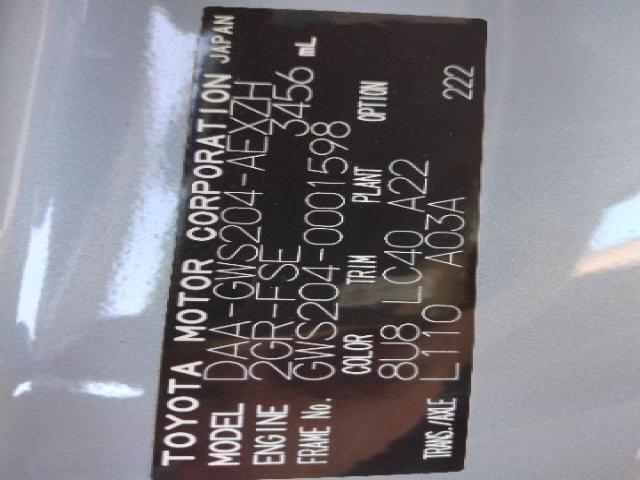 TOYOTA MOTOR CORPORATION JAPAN
MODEL DAA-GWS204-AEXZH
ENGINE 2GR-FSE 3456 mL
FRAME No. GWS204-0001598
COLOR TRIM PLANT OPTION
8U8 LC40 A22
TRANS./AXLE L110 A03A 222